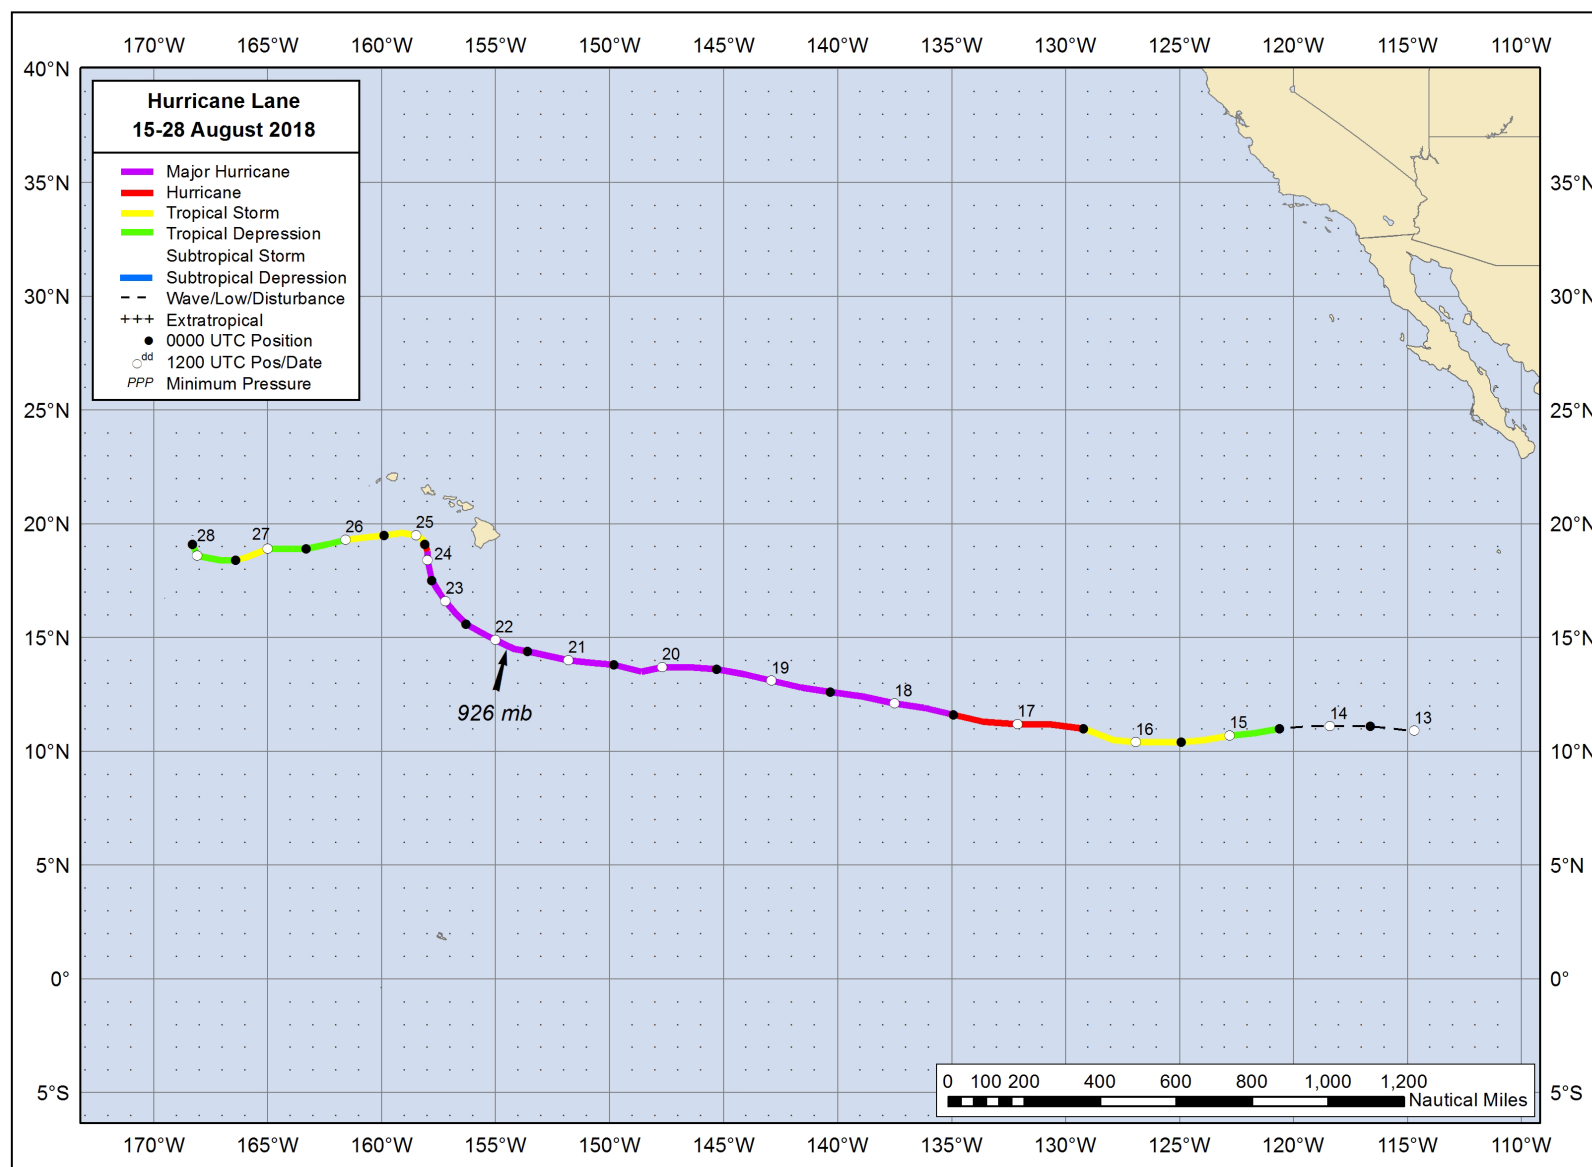 170°W 165°W 160°W 155°W 150°W 145°W 140°W 135°W 130°W 125°W 120°W 115°W 110°W
40°N
Hurricane Lane
15-28 August 2018
Major Hurricane
Hurricane
Tropical Storm
Tropical Depression
Subtropical Storm
Subtropical Depression
Wave/Low/Disturbance
+++ Extratropical
0000 UTC Position
dd 1200 UTC Pos/Date
PPP Minimum Pressure
35°N 35°N
30°N 30°N
25°N 25°N
20°N 20°N
28 27 26 25
24
23
15°N 15°N
22 21 20 19 18 17 16 15 14 13
926 mb
10°N 10°N
5°N 5°N
0° 0°
5°S 5°S
0 100 200 400 600 800 1,000 1,200
Nautical Miles
170°W 165°W 160°W 155°W 150°W 145°W 140°W 135°W 130°W 125°W 120°W 115°W 110°W